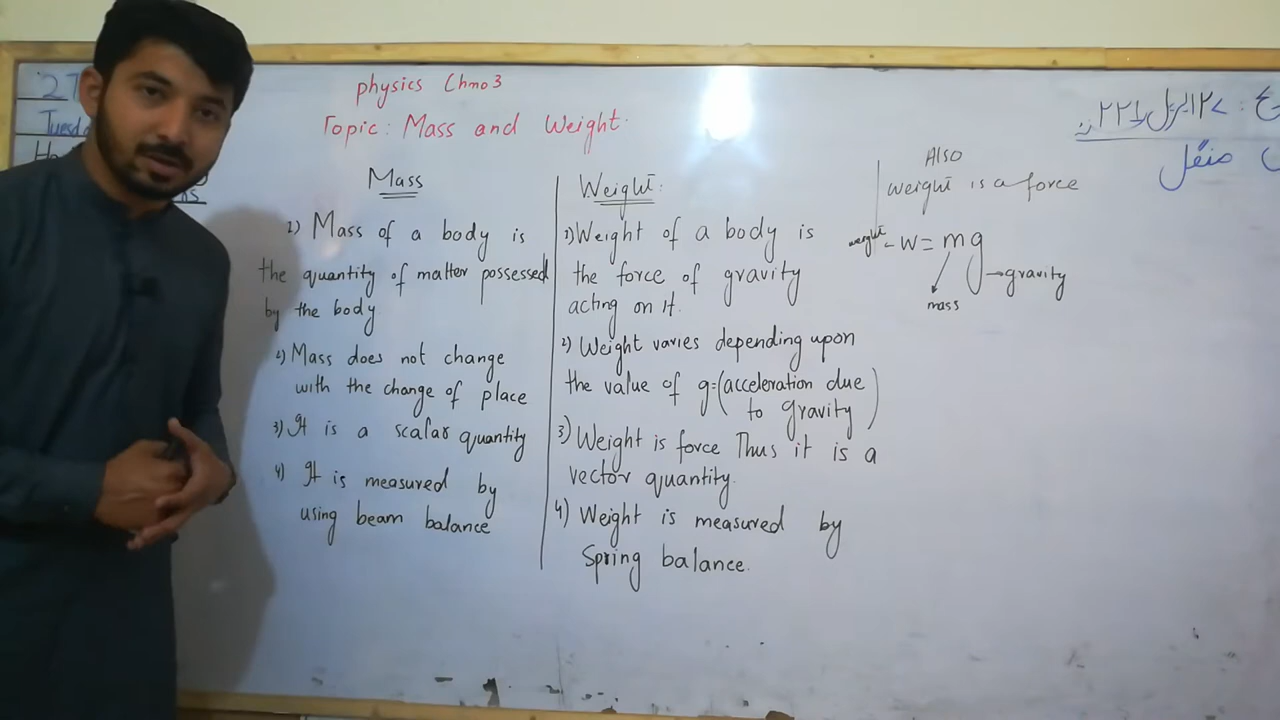 27
Tuesda
physics Chno3
Topic: Mass and Weight.
Mass
1) Mass of a body is
the quantity of matter possessed
by the body
2) Mass does not change
with the change of place
3) It is a scalar quantity
4) It is measured by
using beam balance
Weight:
1) Weight of a body is
the force of gravity
acting on it.
2) Weight varies depending upon
the value of g:(acceleration due
to gravity)
3) Weight is force Thus it is a
vector quantity.
4) Weight is measured by
Spring balance.
Also
weight is a force
weight - W = mg
→gravity
mass
منگل